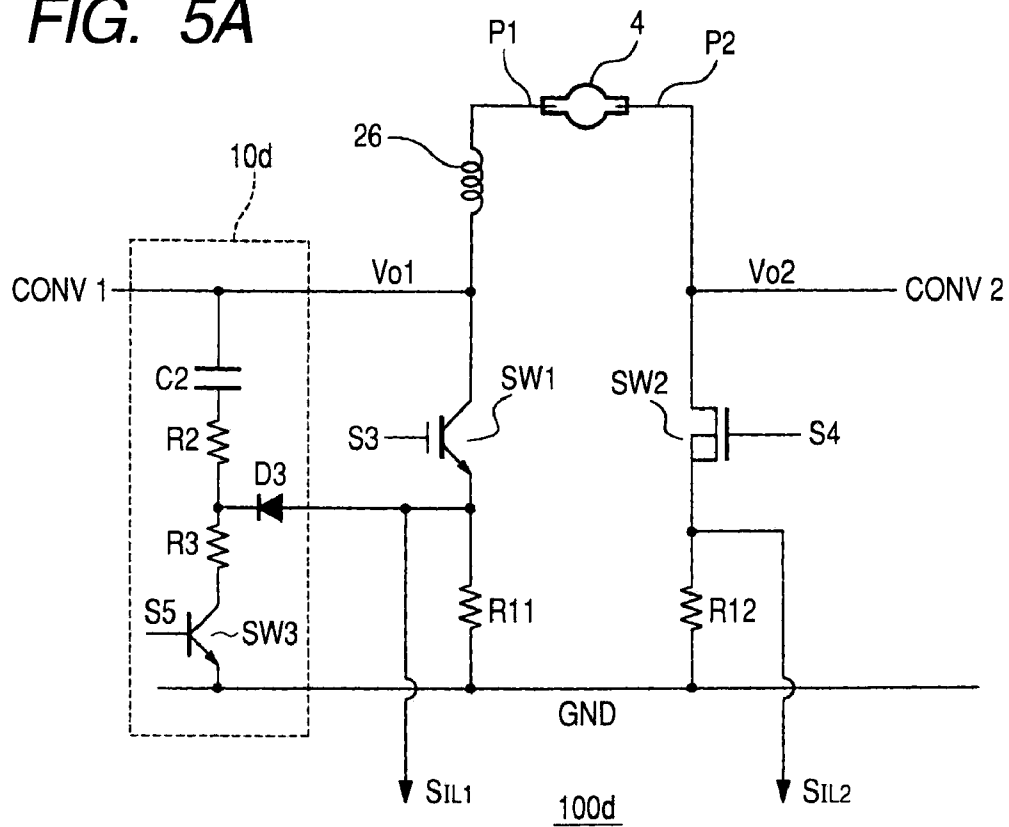 FIG. 5A
P1
4
P2
26
10d
CONV 1
Vo1
Vo2
CONV 2
C2
SW1
SW2
R2
S3
S4
D3
R3
S5
SW3
R11
R12
GND
SIL1
SIL2
100d